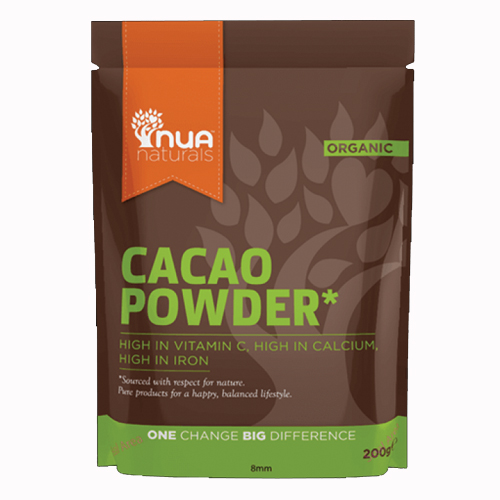 nua
naturals
ORGANIC
CACAO
POWDER*
HIGH IN VITAMIN C, HIGH IN CALCIUM,
HIGH IN IRON
*Sourced with respect for nature.
Pure products for a happy, balanced lifestyle.
ONE CHANGE BIG DIFFERENCE
200g
8mm